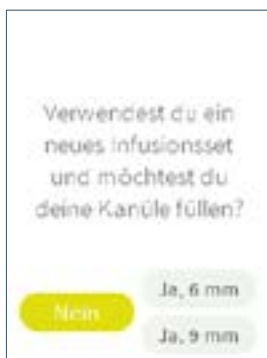 Verwendest du ein
neues Infusionsset
und möchtest du
deine Kanüle füllen?
Ja, 6 mm
Nein
Ja, 9 mm